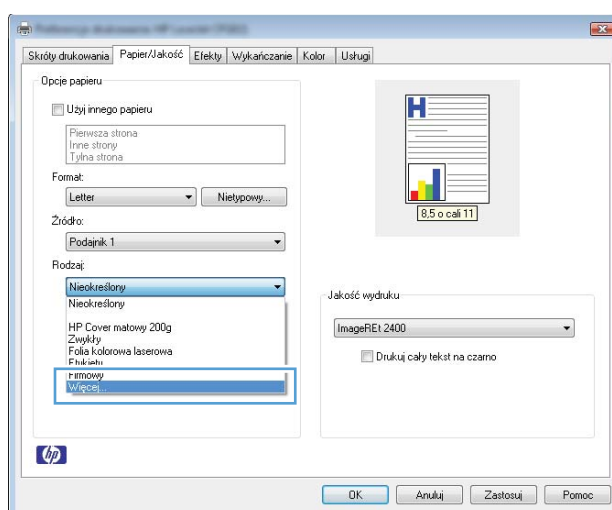 Skróty drukowania Papier/Jakość Efekty Wykańczanie Kolor Usługi
Opcje papieru
Użyj innego papieru
Pierwsza strona
Inne strony
Tylna strona
Format:
Letter
Nietypowy...
8,5 o cali 11
Źródło:
Podajnik 1
Rodzaj:
Nieokreślony
Nieokreślony
HP Cover matowy 200g
Zwykły
Folia kolorowa laserowa
Etykiety
Firmowy
Więcej...
Jakość wydruku
ImageREt 2400
Drukuj cały tekst na czarno
hp
OK Anuluj Zastosuj Pomoc